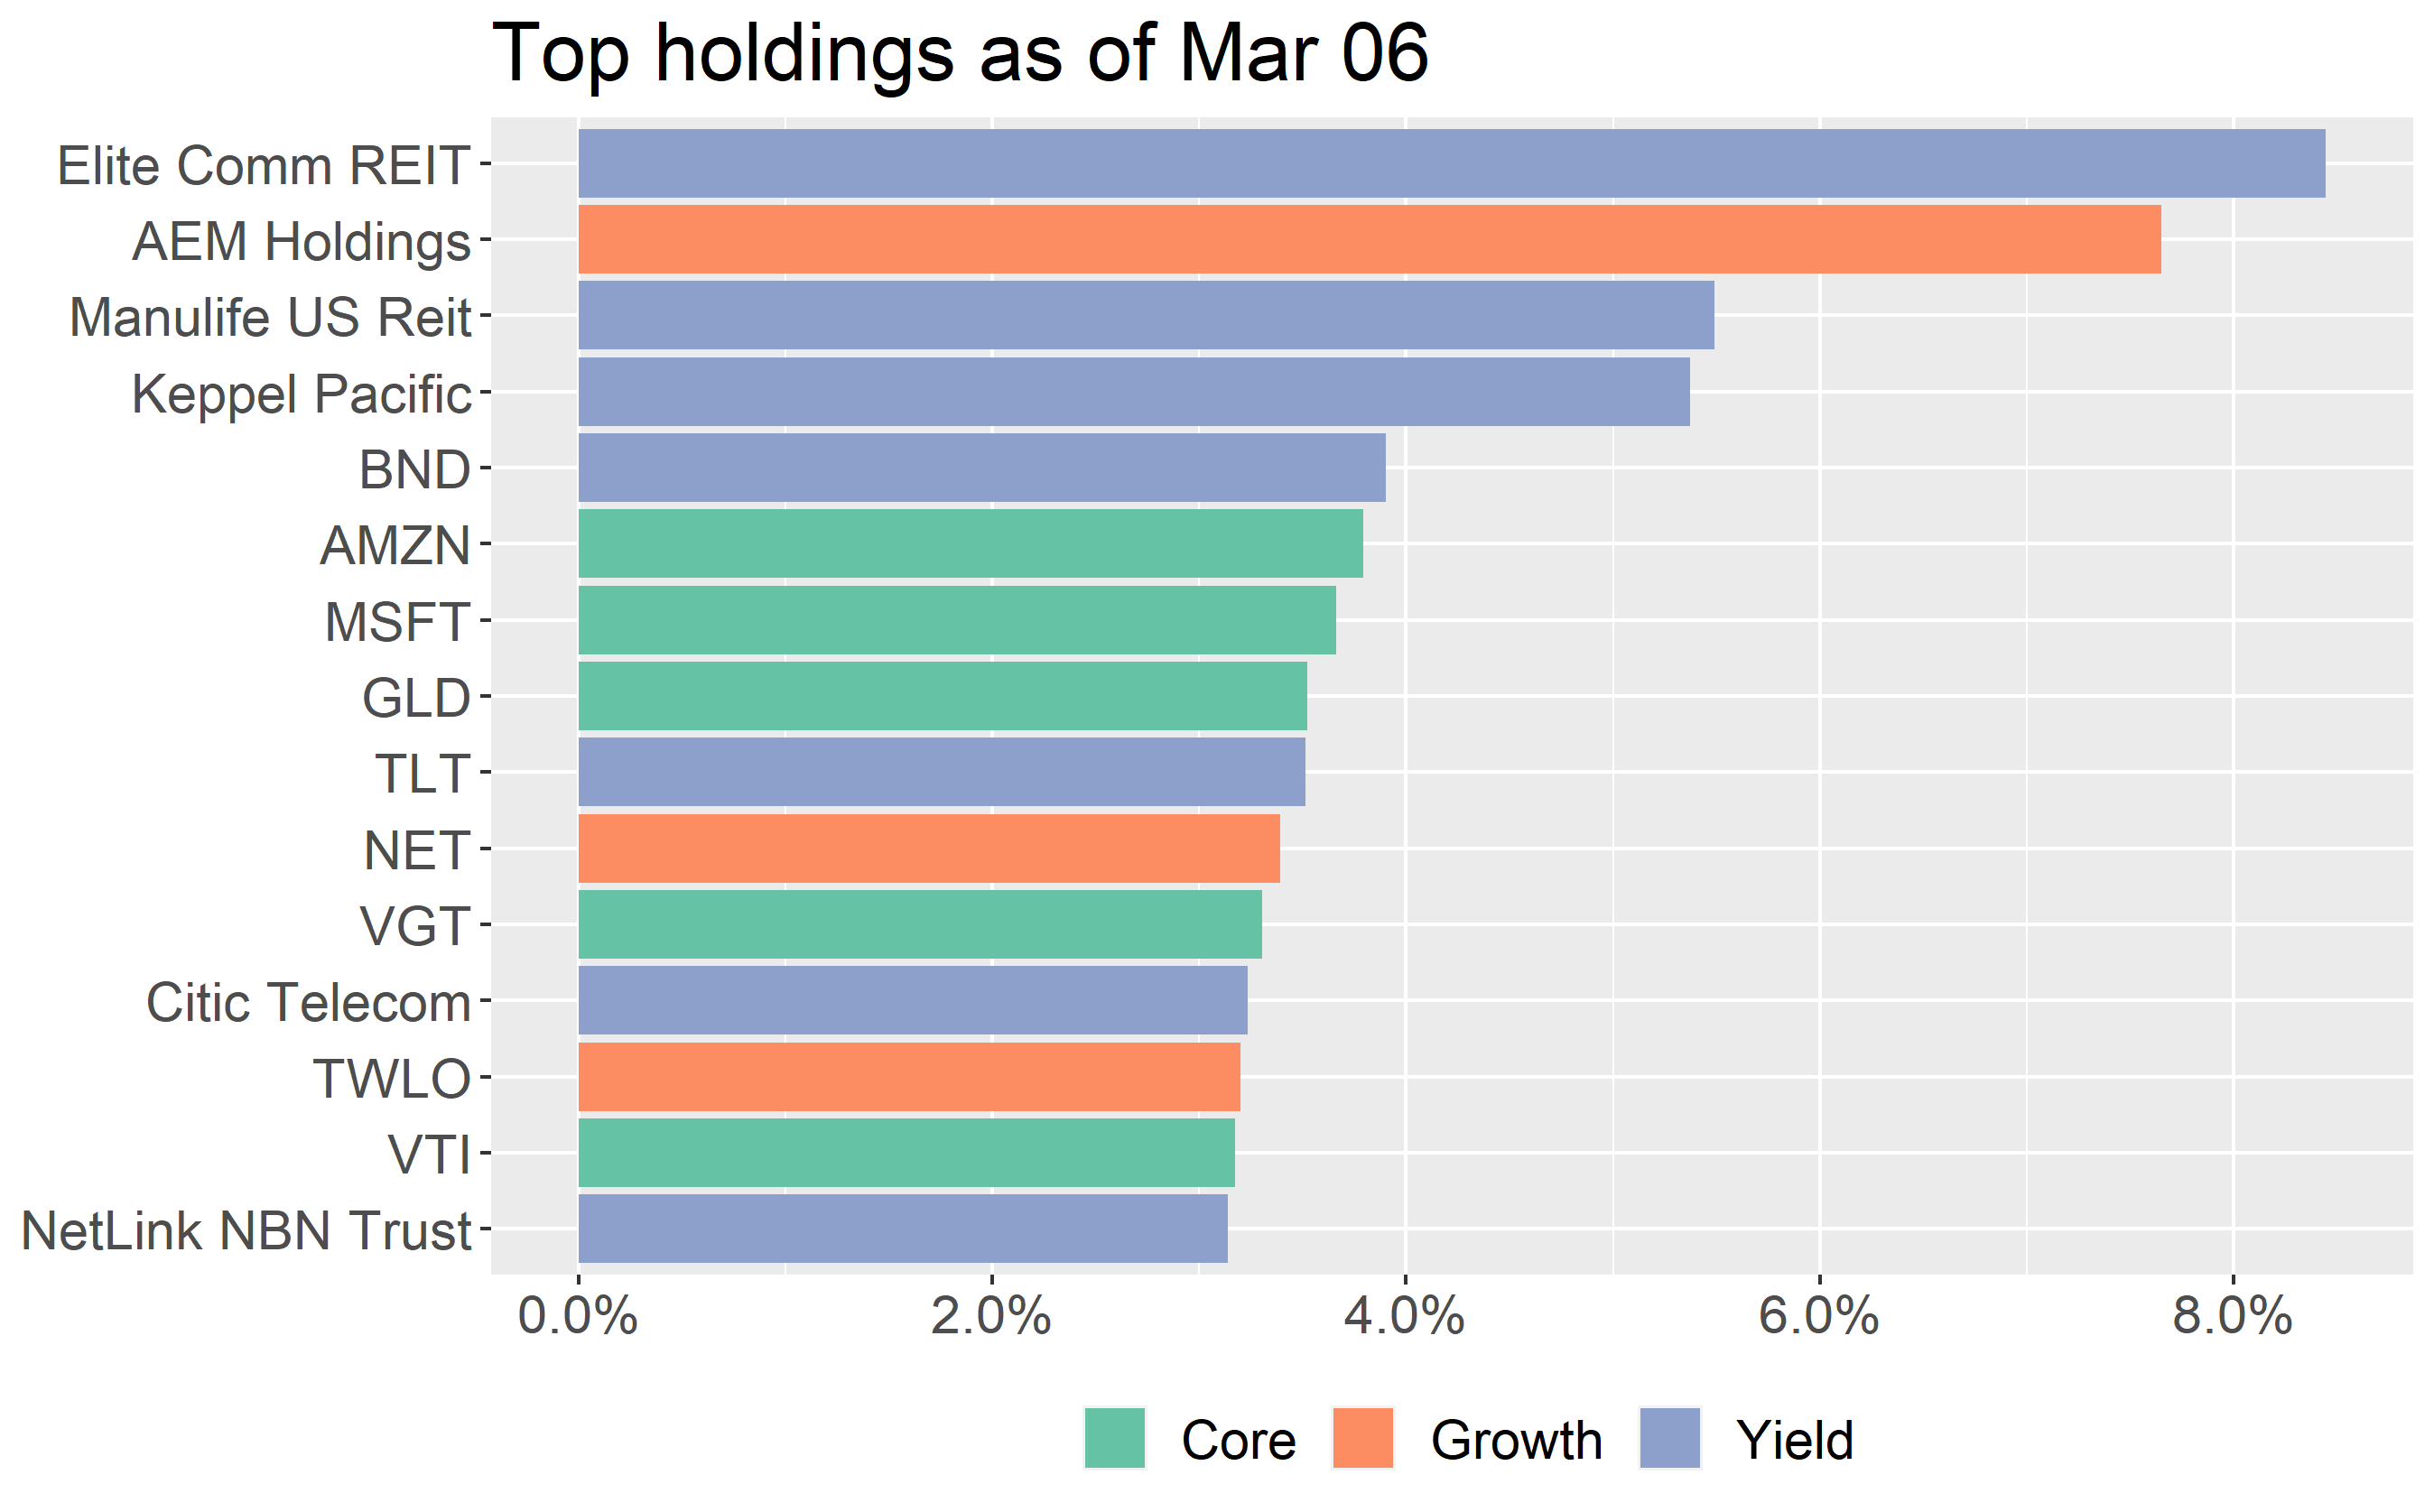 Top holdings as of Mar 06
Elite Comm REIT
AEM Holdings
Manulife US Reit
Keppel Pacific
BND
AMZN
MSFT
GLD
TLT
NET
VGT
Citic Telecom
TWLO
VTI
NetLink NBN Trust
0.0% 2.0% 4.0% 6.0% 8.0%
Core Growth Yield